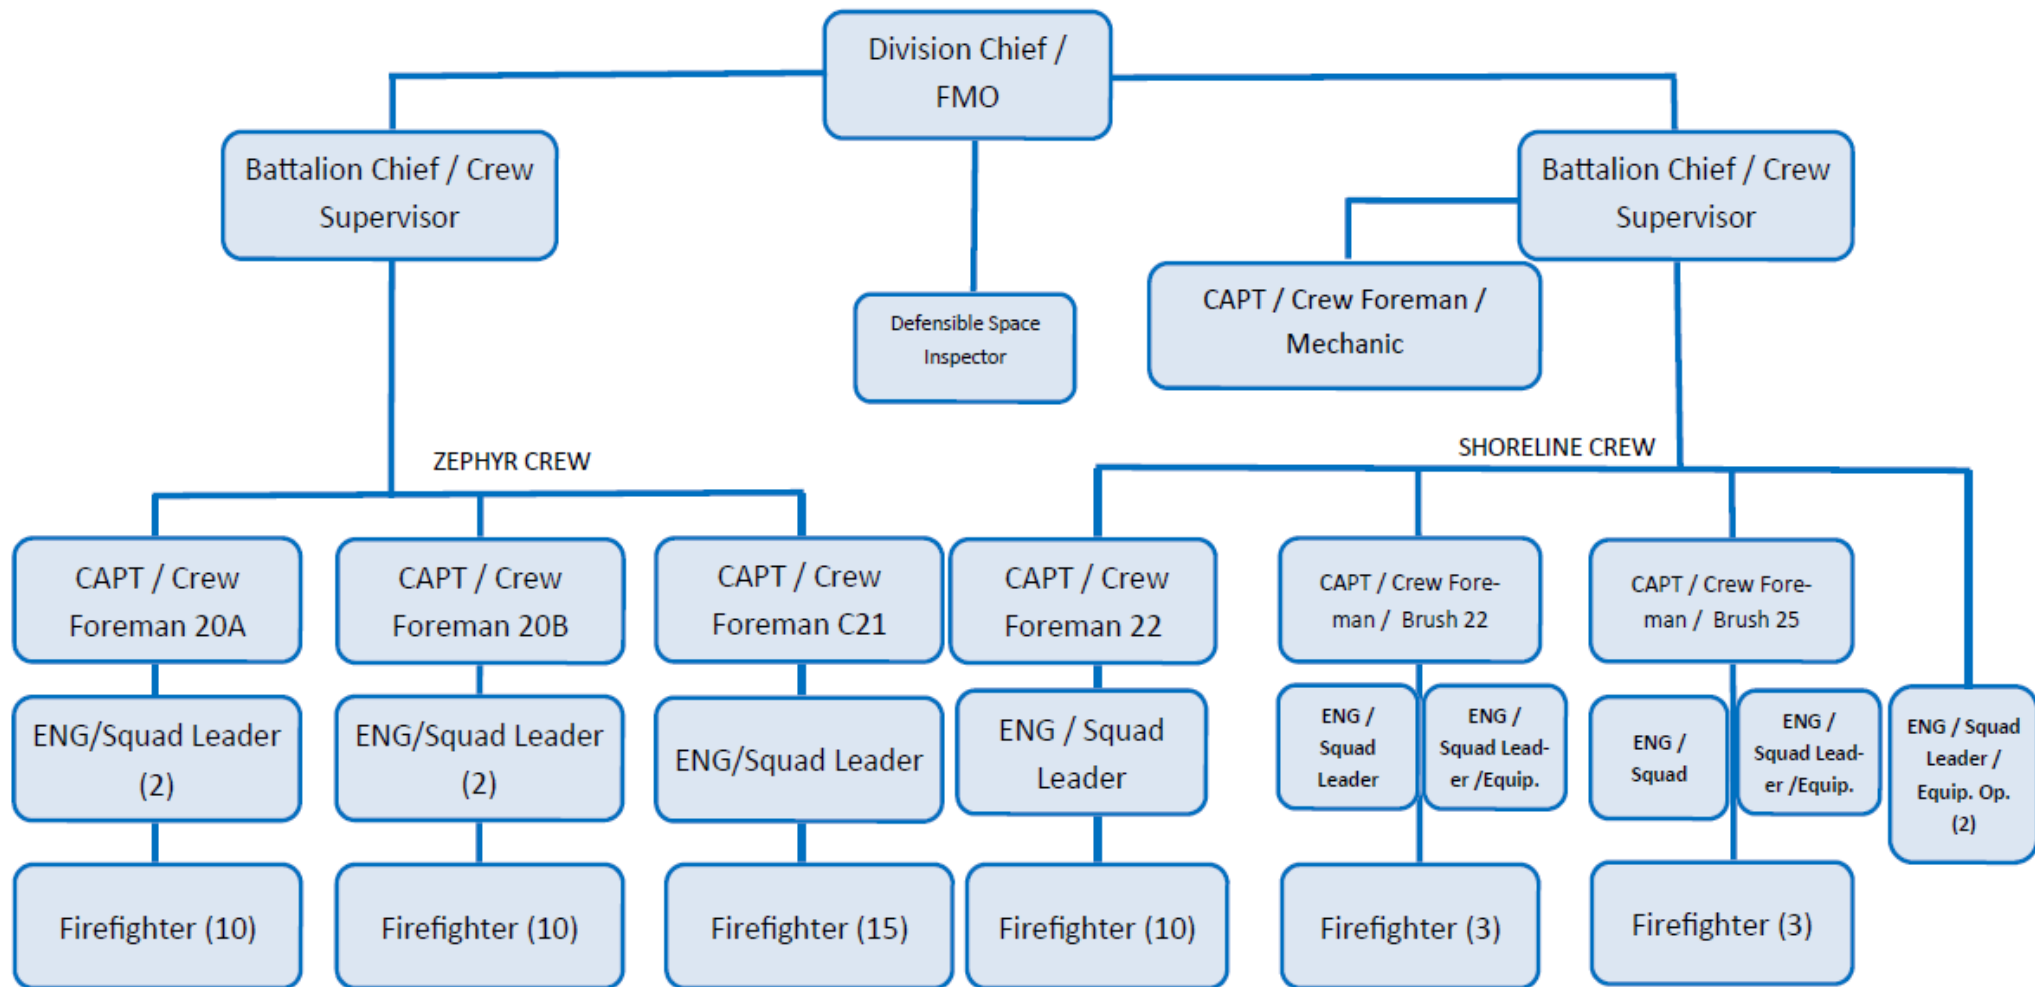 Division Chief /
FMO
Battalion Chief / Crew
Supervisor
Battalion Chief / Crew
Supervisor
Defensible Space
Inspector
CAPT / Crew Foreman /
Mechanic
ZEPHYR CREW
SHORELINE CREW
CAPT / Crew
Foreman 20A
CAPT / Crew
Foreman 20B
CAPT / Crew
Foreman C21
CAPT / Crew
Foreman 22
CAPT / Crew Fore-
man / Brush 22
CAPT / Crew Fore-
man / Brush 25
ENG/Squad Leader
(2)
ENG/Squad Leader
(2)
ENG/Squad Leader
ENG / Squad
Leader
ENG /
Squad
Leader
ENG /
Squad Lead-
er /Equip.
ENG /
Squad
ENG /
Squad Lead-
er /Equip.
ENG / Squad
Leader /
Equip. Op.
(2)
Firefighter (10)
Firefighter (10)
Firefighter (15)
Firefighter (10)
Firefighter (3)
Firefighter (3)